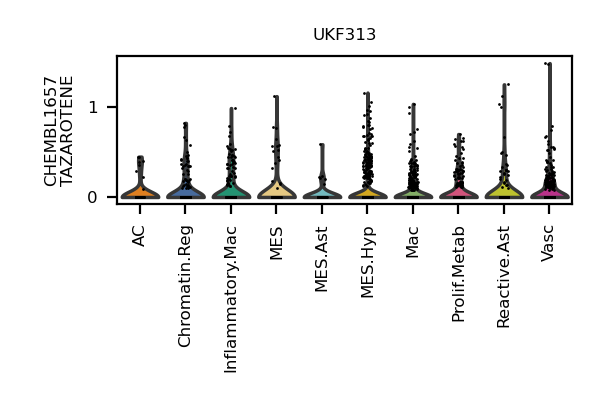 UKF313
CHEMBL1657
TAZAROTENE
1
0
AC
Chromatin.Reg
Inflammatory.Mac
MES
MES.Ast
MES.Hyp
Mac
Prolif.Metab
Reactive.Ast
Vasc